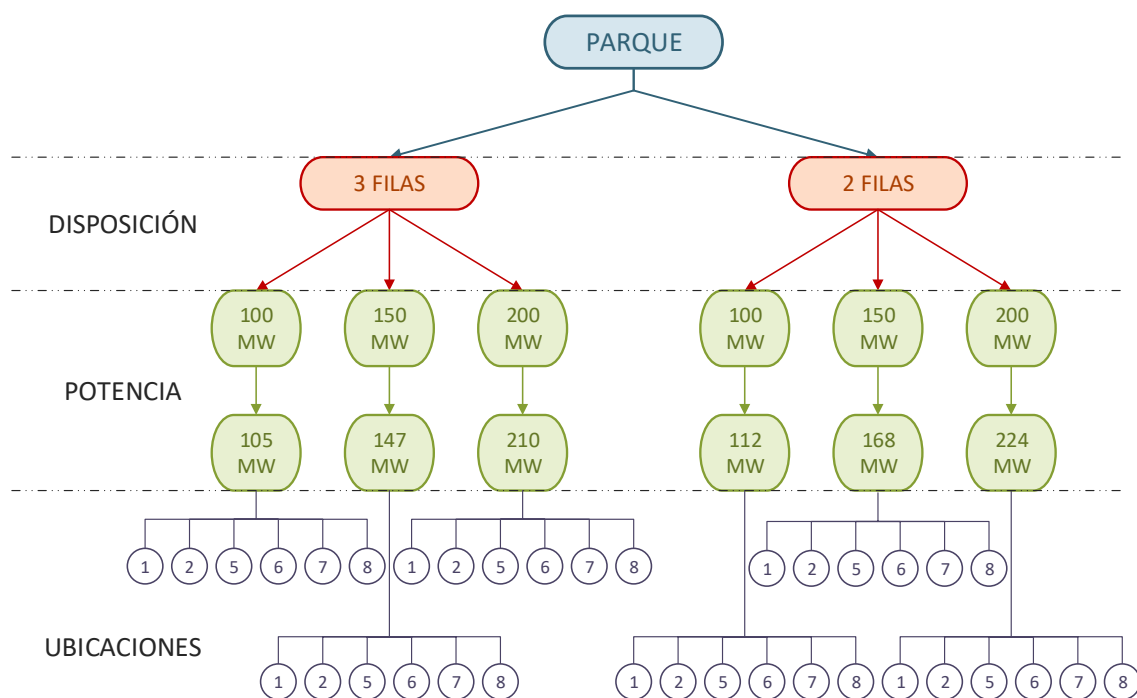 PARQUE
3 FILAS
2 FILAS
DISPOSICIÓN
100
MW
150
MW
200
MW
100
MW
150
MW
200
MW
POTENCIA
105
MW
147
MW
210
MW
112
MW
168
MW
224
MW
1 2 5 6 7 8
1 2 5 6 7 8
1 2 5 6 7 8
UBICACIONES
1 2 5 6 7 8
1 2 5 6 7 8
1 2 5 6 7 8